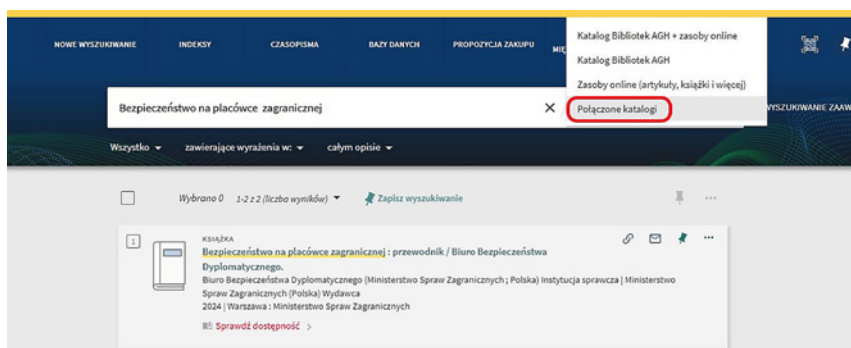 NOWE WYSZUKIWANIE INDEKSY CZASOPISMA BAZY DANYCH PROPOZYCJA ZAKUPU
Katalog Bibliotek AGH + zasoby online
Katalog Bibliotek AGH
Zasoby online (artykuły, książki i więcej)
Połączone katalogi
Bezpieczeństwo na placówce zagranicznej
Wszystko zawierające wyrażenia w: całym opisie
Wybrano 0 1-2 z 2 (liczba wyników) Zapisz wyszukiwanie
1
KSIĄŻKA
Bezpieczeństwo na placówce zagranicznej : przewodnik / Biuro Bezpieczeństwa
Dyplomatycznego.
Biuro Bezpieczeństwa Dyplomatycznego (Ministerstwo Spraw Zagranicznych ; Polska) Instytucja sprawcza | Ministerstwo
Spraw Zagranicznych (Polska) Wydawca
2024 | Warszawa : Ministerstwo Spraw Zagranicznych
Sprawdź dostępność >